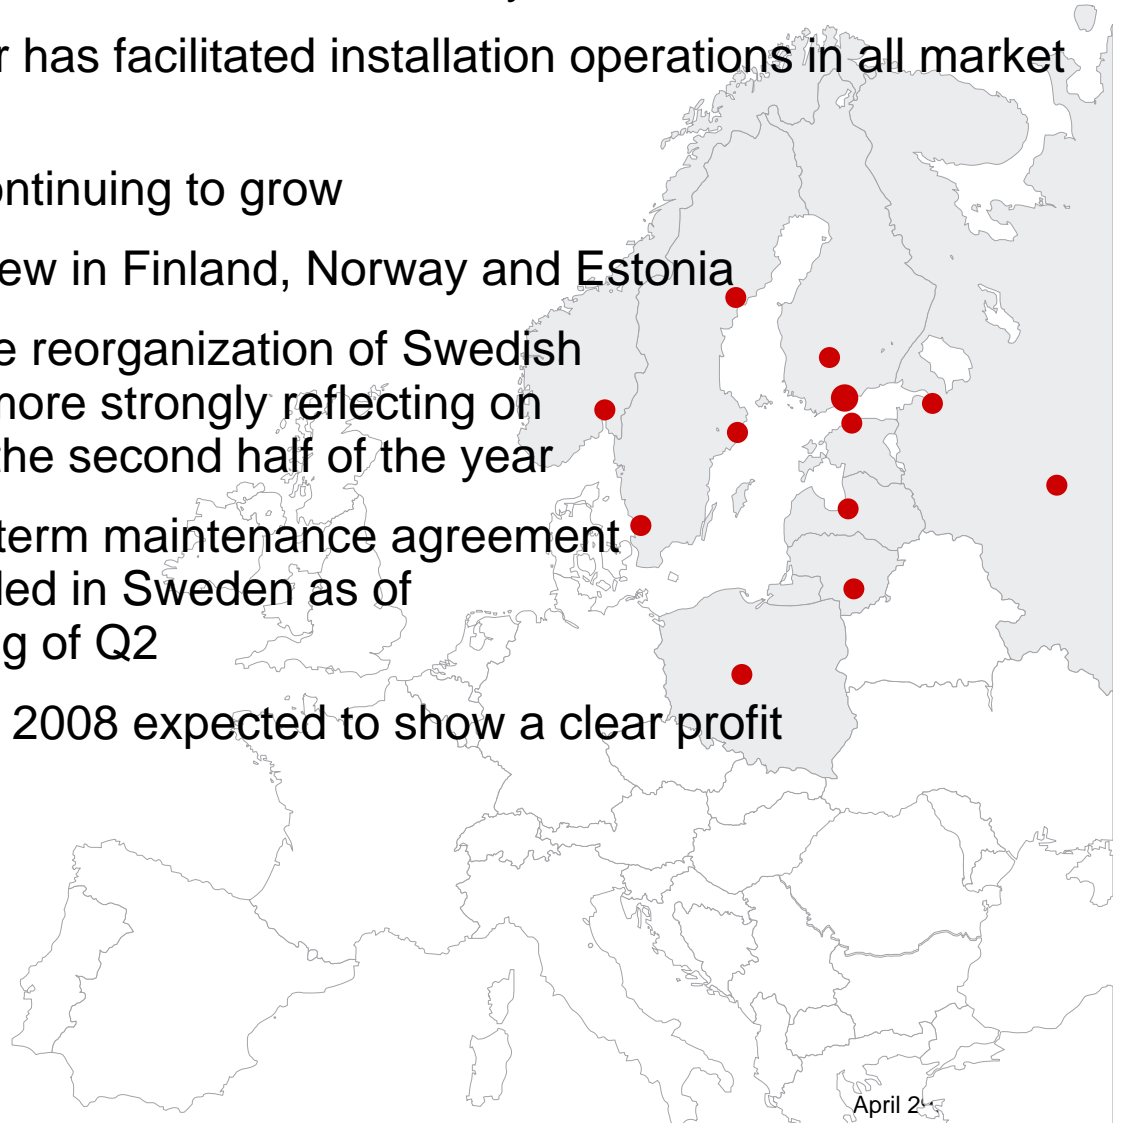 r has facilitated installation operations in all market
ontinuing to grow
ew in Finland, Norway and Estonia
e reorganization of Swedish
more strongly reflecting on
the second half of the year
term maintenance agreement
led in Sweden as of
g of Q2
2008 expected to show a clear profit
April 2